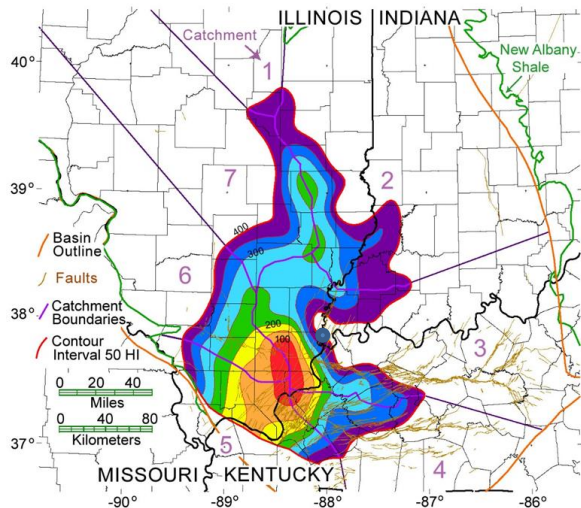 ILLINOIS INDIANA
Catchment
New Albany
Shale
40°
1
39°
7
2
400
300
Basin
Outline
Faults
Catchment
Boundaries
Contour
Interval 50 HI
6
38°
200
100
3
0 20 40
Miles
0 40 80
Kilometers
37°
5
4
MISSOURI KENTUCKY
-90° -89° -88° -87° -86°